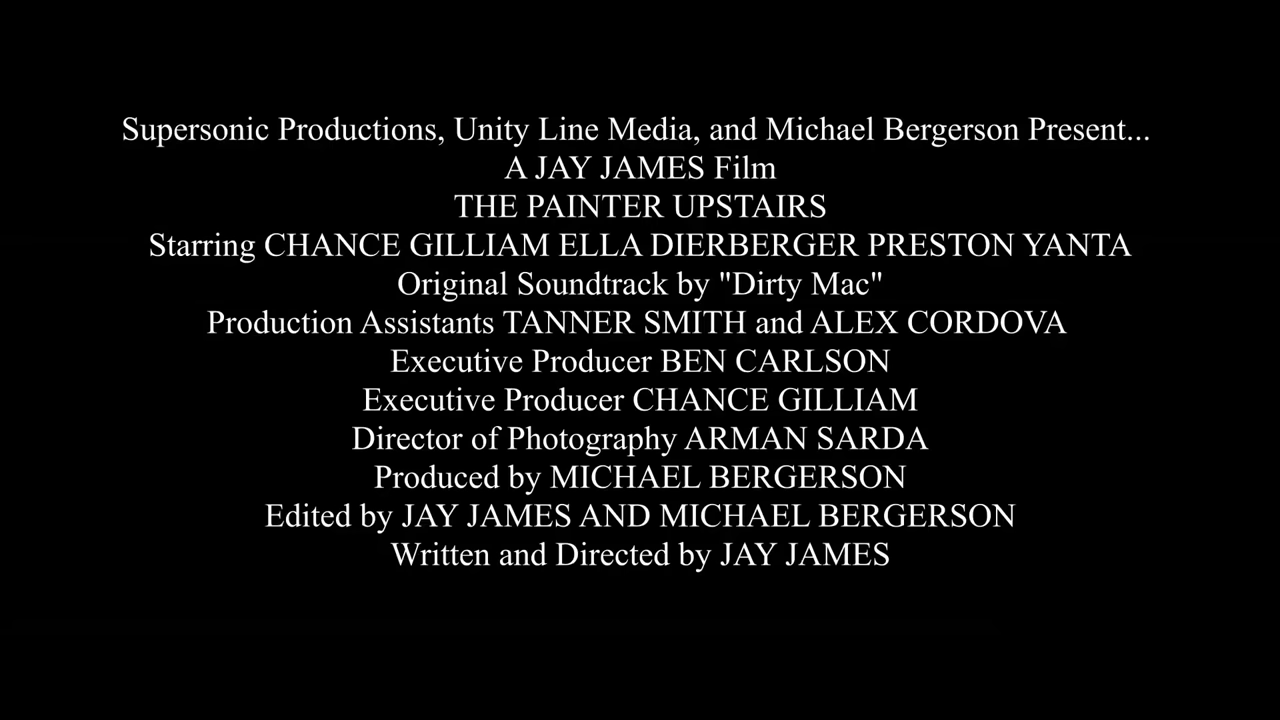 Supersonic Productions, Unity Line Media, and Michael Bergerson Present...
A JAY JAMES Film
THE PAINTER UPSTAIRS
Starring CHANCE GILLIAM ELLA DIERBERGER PRESTON YANTA
Original Soundtrack by "Dirty Mac"
Production Assistants TANNER SMITH and ALEX CORDOVA
Executive Producer BEN CARLSON
Executive Producer CHANCE GILLIAM
Director of Photography ARMAN SARDA
Produced by MICHAEL BERGERSON
Edited by JAY JAMES AND MICHAEL BERGERSON
Written and Directed by JAY JAMES